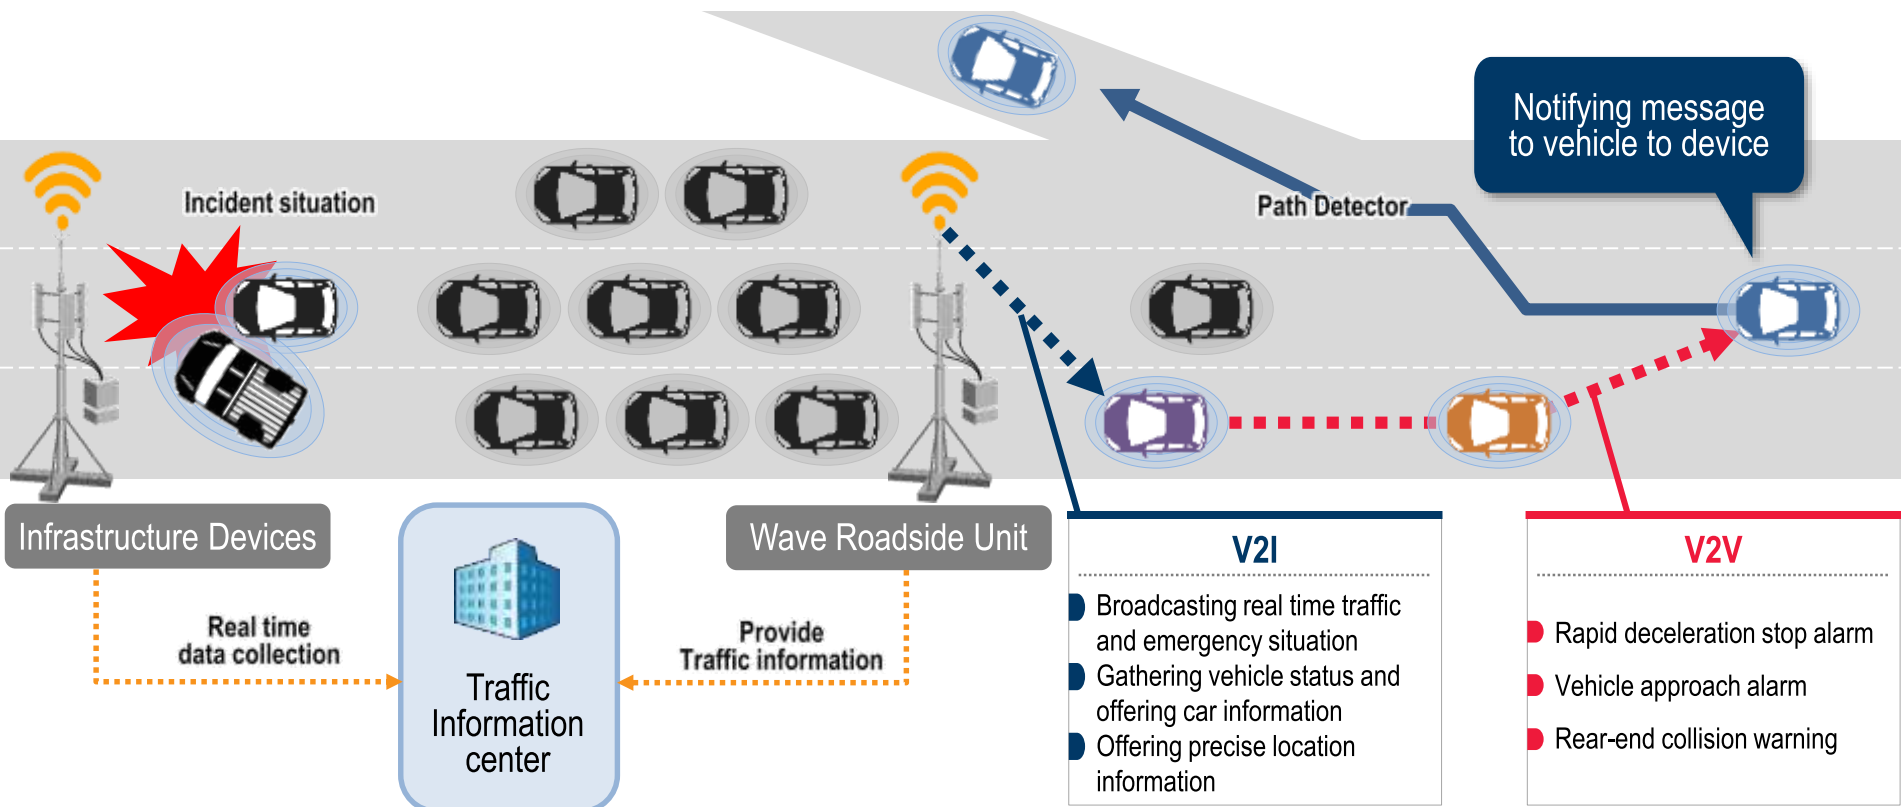 Notifying message
to vehicle to device
Incident situation
Path Detector
Infrastructure Devices
Wave Roadside Unit
Real time
data collection
Traffic
Information
center
Provide
Traffic information
V2I
Broadcasting real time traffic
and emergency situation
Gathering vehicle status and
offering car information
Offering precise location
information
V2V
Rapid deceleration stop alarm
Vehicle approach alarm
Rear-end collision warning